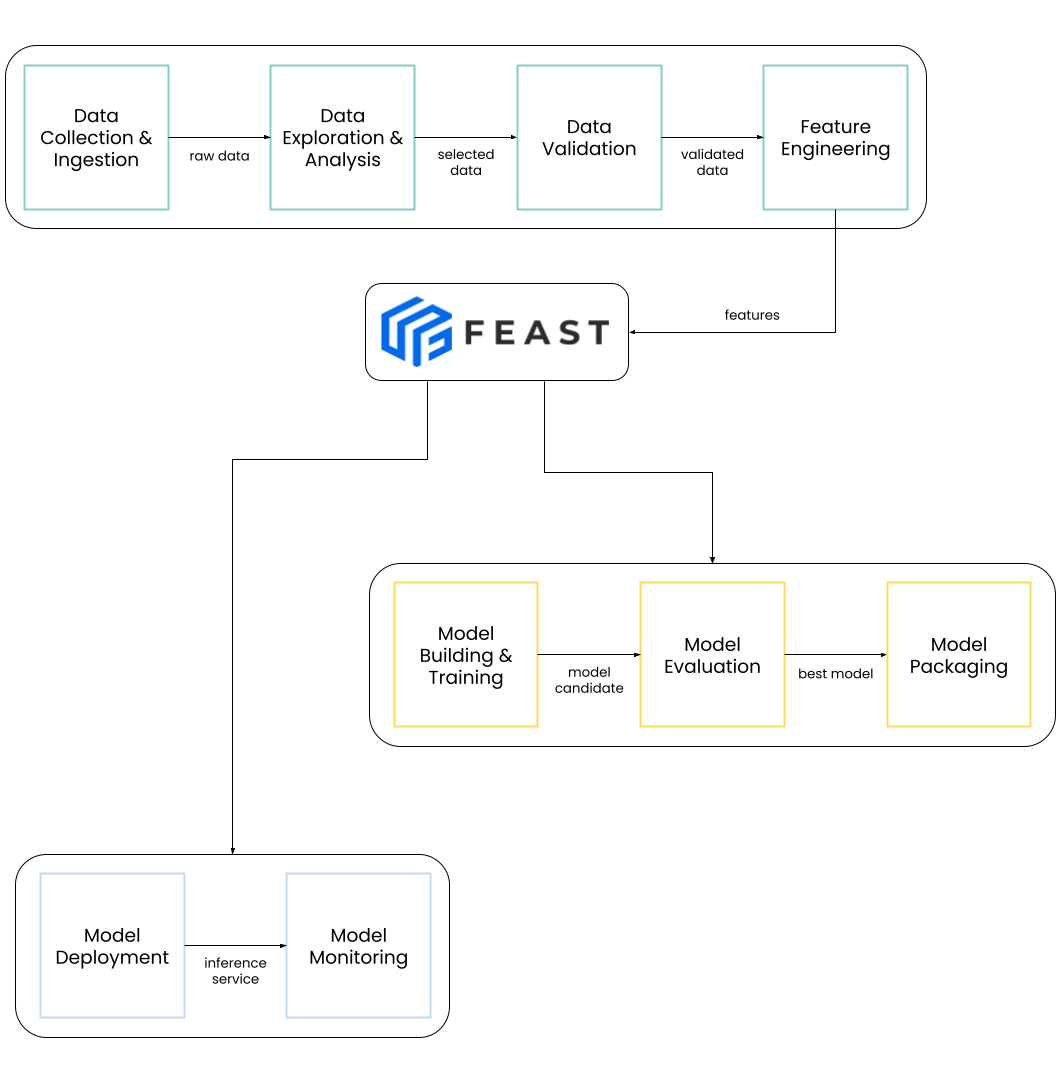 Data
Collection &
Ingestion
raw data
Data
Exploration &
Analysis
selected
data
Data
Validation
validated
data
Feature
Engineering
features
FEAST
Model
Building &
Training
model
candidate
Model
Evaluation
best model
Model
Packaging
Model
Deployment
inference
service
Model
Monitoring